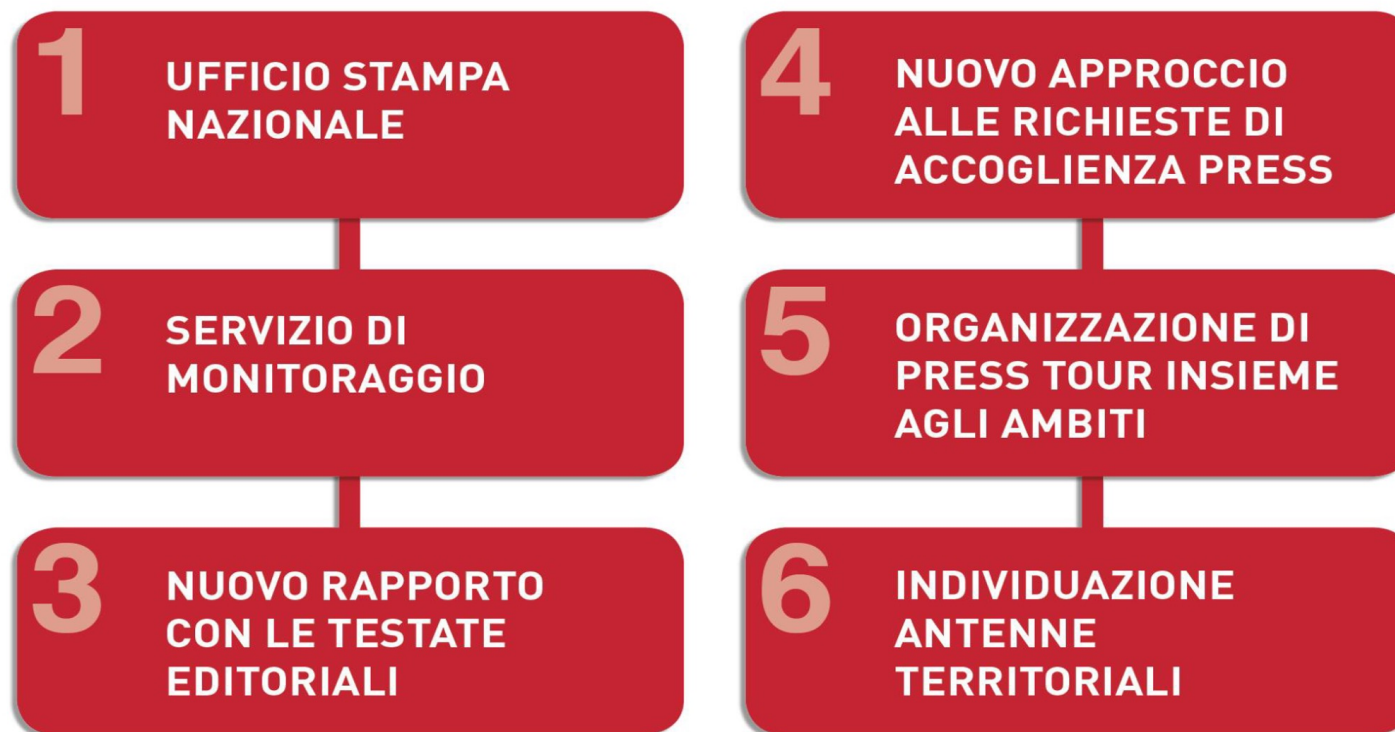 1
UFFICIO STAMPA
NAZIONALE
2
SERVIZIO DI
MONITORAGGIO
3
NUOVO RAPPORTO
CON LE TESTATE
EDITORIALI
4
NUOVO APPROCCIO
ALLE RICHIESTE DI
ACCOGLIENZA PRESS
5
ORGANIZZAZIONE DI
PRESS TOUR INSIEME
AGLI AMBITI
6
INDIVIDUAZIONE
ANTENNE
TERRITORIALI